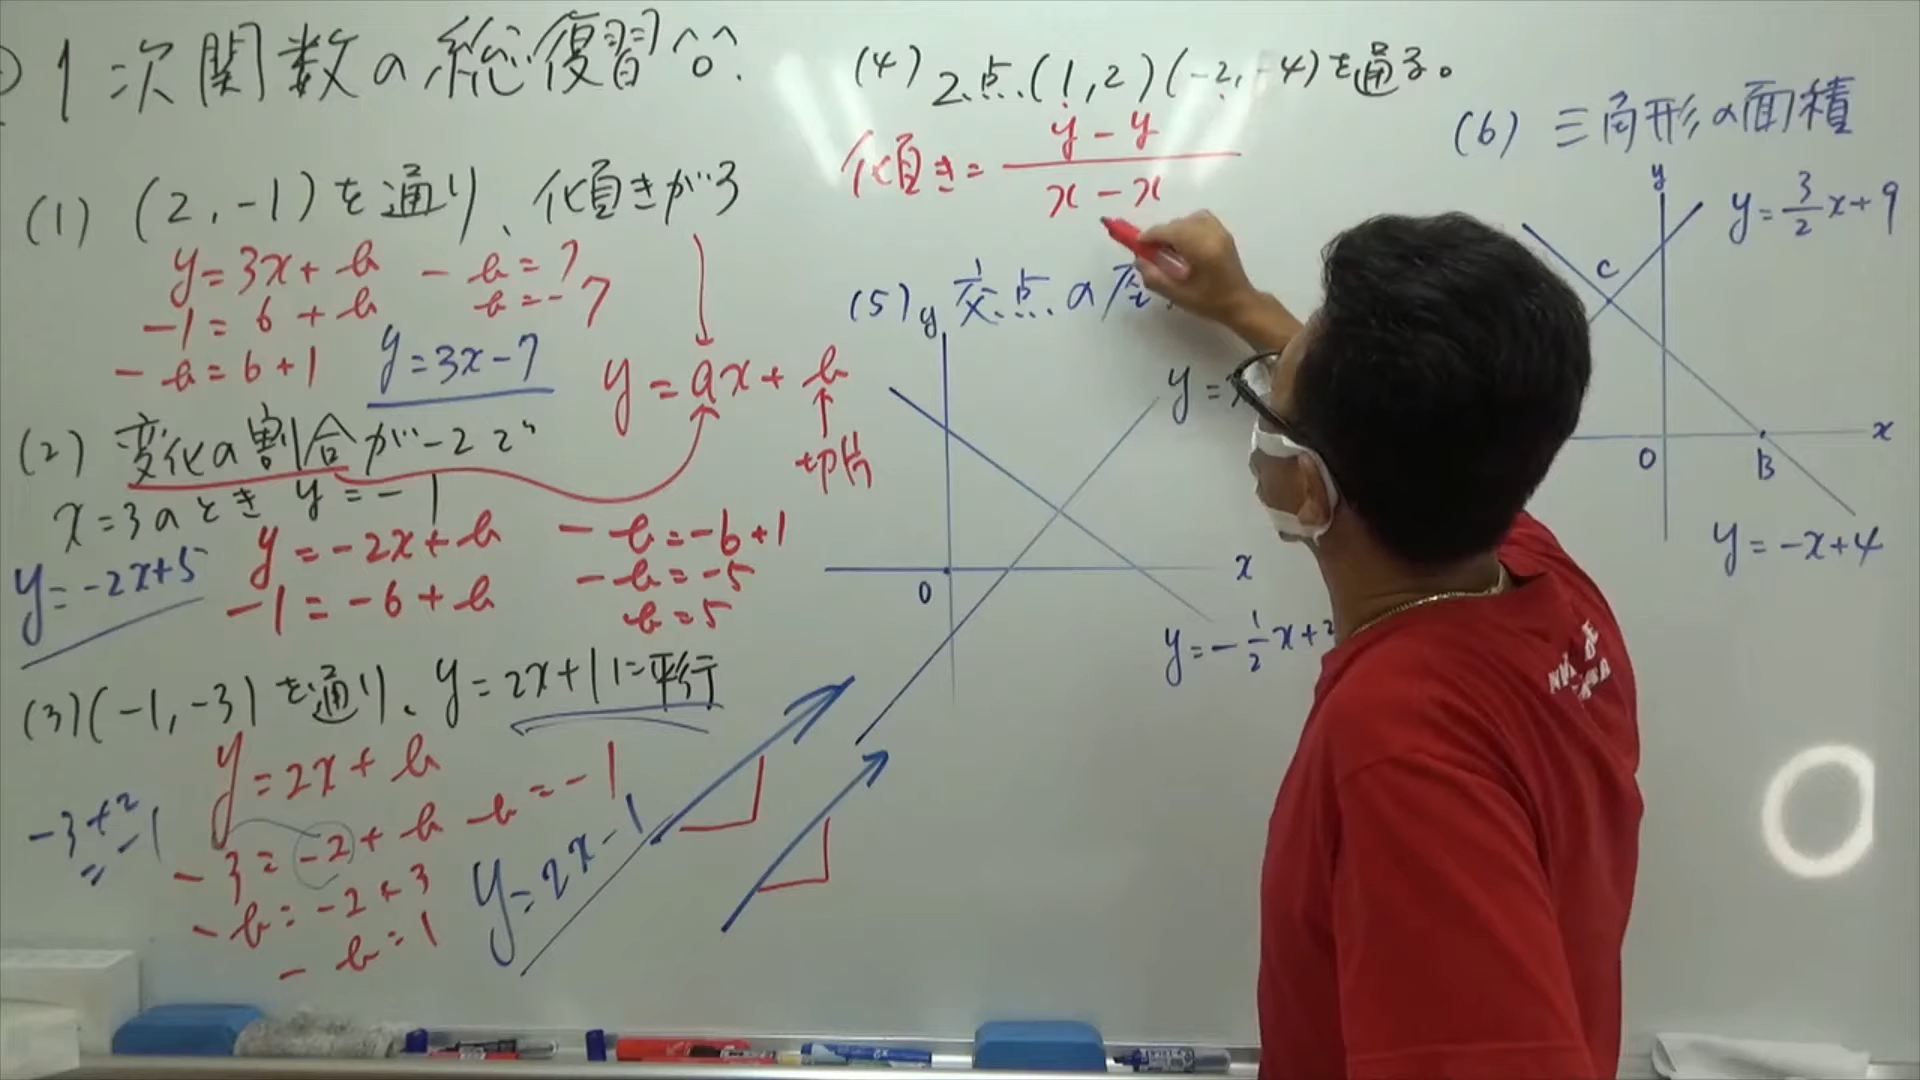 1次関数の総復習^o^.
(1) (2,-1)を通り、傾きが3
y=3x+b
-b=7
-1=6+b
b=-7
-b=6+1
y=3x-7
y=ax+b
切片
(2) 変化の割合が-2で
x=3のとき y=-1
y=-2x+5
y=-2x+b
-b=-6+1
-1=-6+b
-b=-5
b=5
(3)(-1,-3)を通り、y=2x+1に平行
y=2x+b
-3+2
=-1
-3=-2+b
b=-1
-b=-2+3
-b=1
y=2x-1
(4) 2点(1,2)(-2,-4)を通る。
傾き= y-y
x-x
(5) 交点の
y
y=
x
O
y=-1/2x+2
(6) 三角形の面積
y
y=3/2x+9
C
x
O
B
y=-x+4